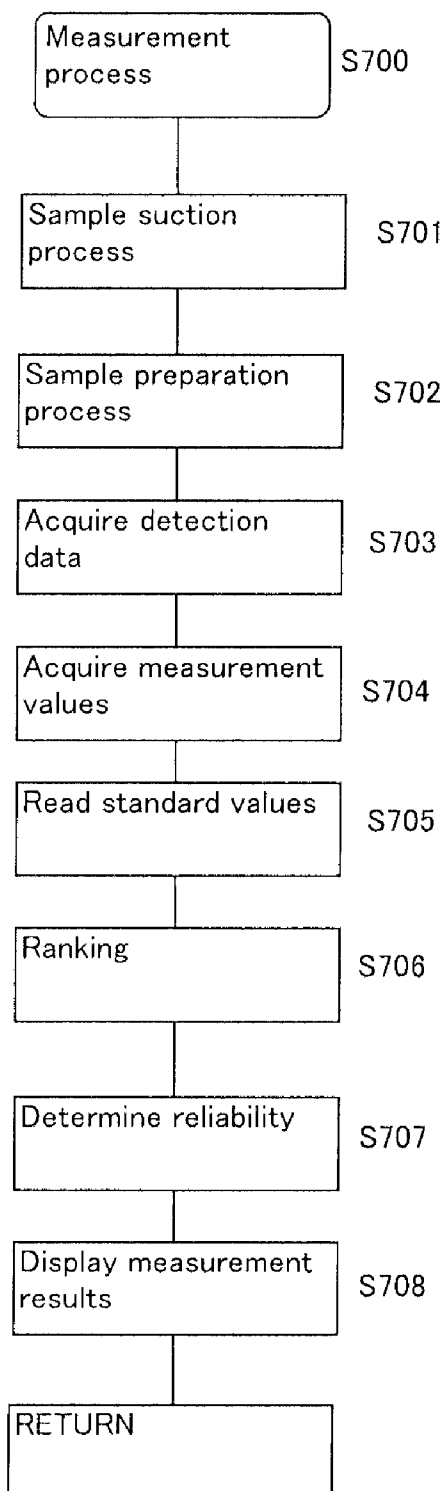 Measurement
process
S700
Sample suction
process
S701
Sample preparation
process
S702
Acquire detection
data
S703
Acquire measurement
values
S704
Read standard values
S705
Ranking
S706
Determine reliability
S707
Display measurement
results
S708
RETURN